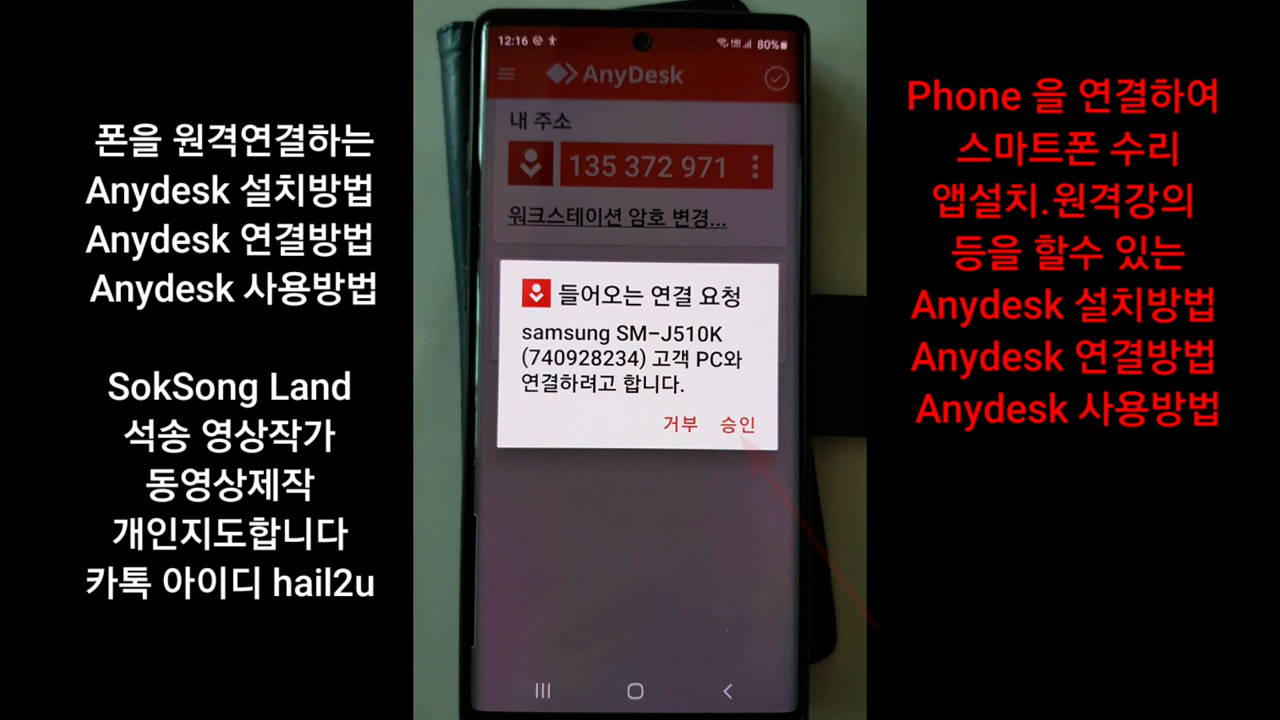 폰을 원격연결하는
Anydesk 설치방법
Anydesk 연결방법
Anydesk 사용방법
SokSong Land
석송 영상작가
동영상제작
개인지도합니다
카톡 아이디 hail2u
12:16
80%
AnyDesk
내 주소
135 372 971
워크스테이션 암호 변경...
들어오는 연결 요청
samsung SM-J510K
(740928234) 고객 PC와
연결하려고 합니다.
거부 승인
Phone 을 연결하여
스마트폰 수리
앱설치.원격강의
등을 할수 있는
Anydesk 설치방법
Anydesk 연결방법
Anydesk 사용방법